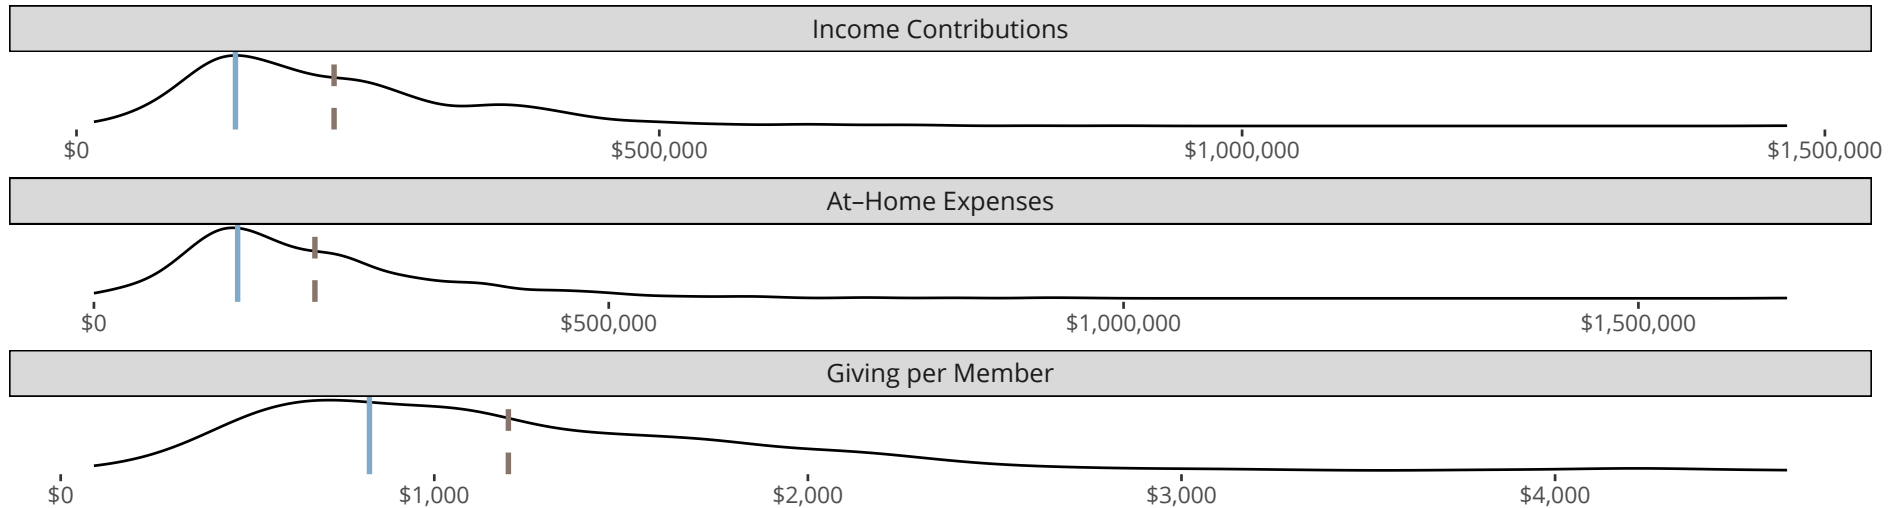 Income Contributions
$0 $500,000 $1,000,000 $1,500,000
At–Home Expenses
$0 $500,000 $1,000,000 $1,500,000
Giving per Member
$0 $1,000 $2,000 $3,000 $4,000